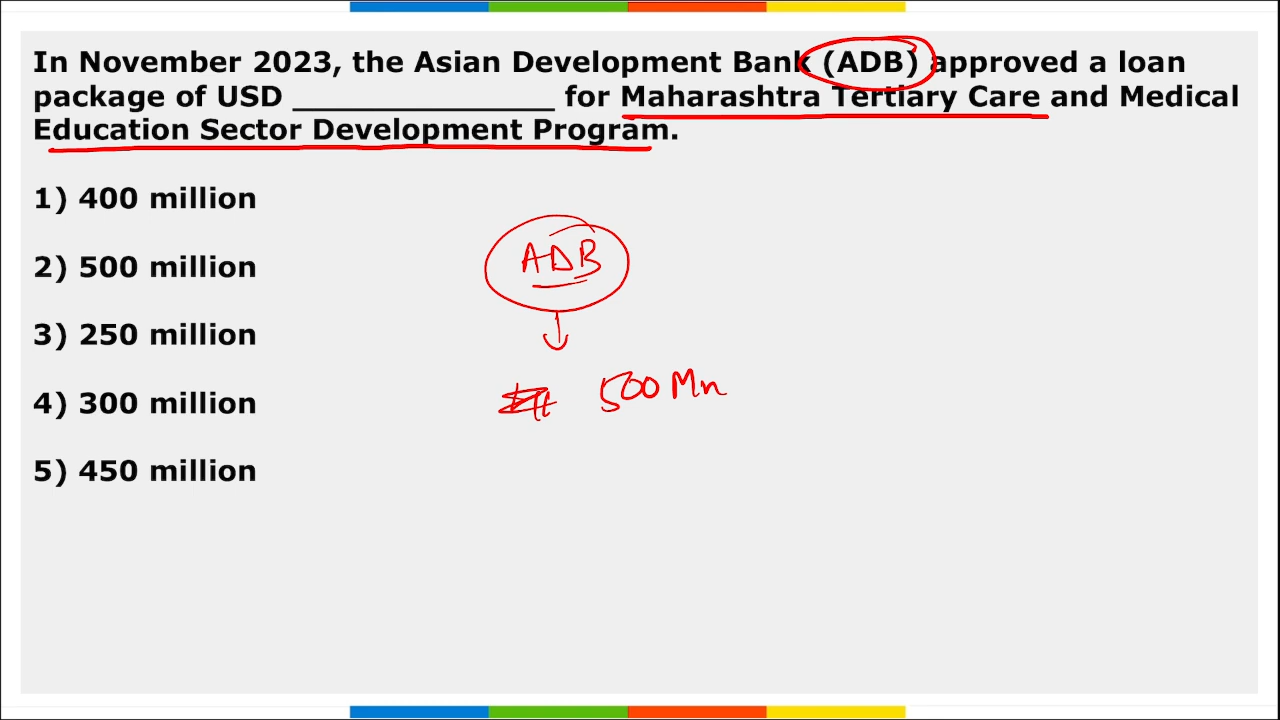 In November 2023, the Asian Development Bank (ADB) approved a loan
package of USD _______________ for Maharashtra Tertiary Care and Medical
Education Sector Development Program.
1) 400 million
2) 500 million
3) 250 million
4) 300 million
5) 450 million
ADB
500 Mn